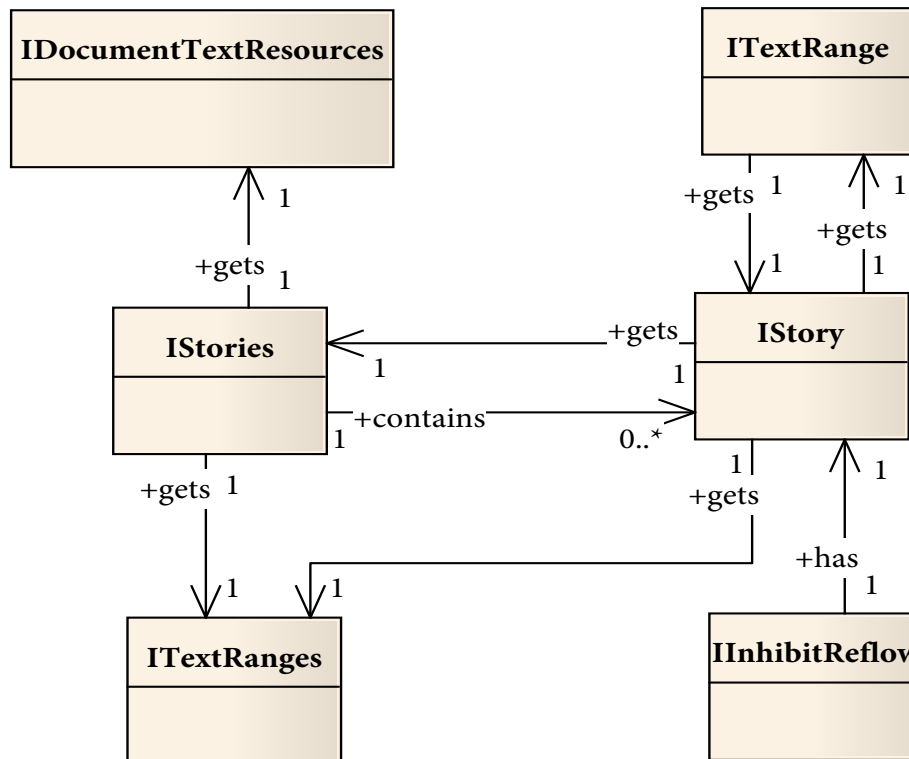 IDocumentTextResources
ITextRange
1
+gets
1
+gets
1
1
+gets
1
1
+gets
1
IStories
IStory
+gets
1
1
+contains
1
0..*
+gets
1
1
+gets
1
+has
1
1
1
ITextRanges
IInhibitReflow